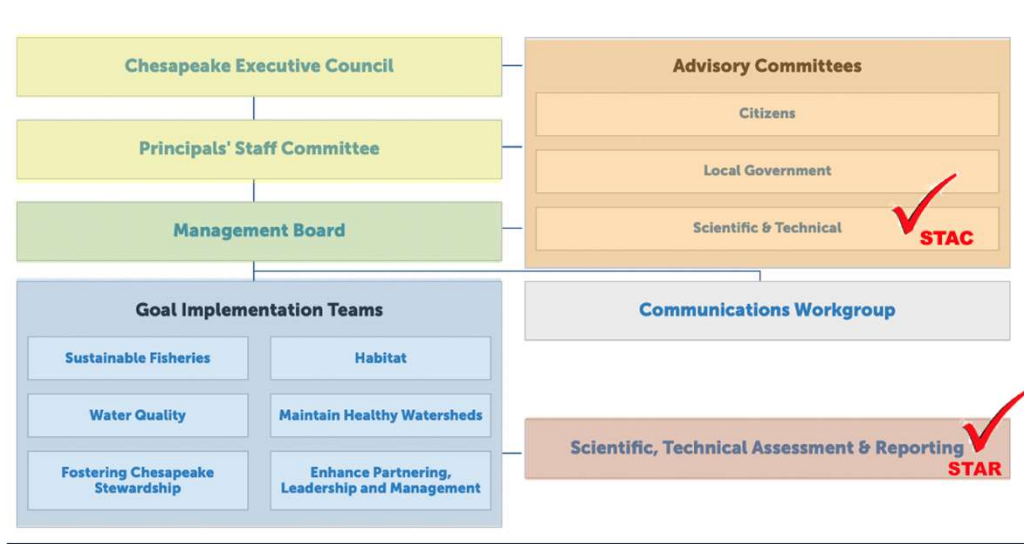 Chesapeake Executive Council
Principals' Staff Committee
Management Board
Advisory Committees
Citizens
Local Government
Scientific & Technical
STAC
Goal Implementation Teams
Sustainable Fisheries
Habitat
Water Quality
Maintain Healthy Watersheds
Fostering Chesapeake
Stewardship
Enhance Partnering,
Leadership and Management
Communications Workgroup
Scientific, Technical Assessment & Reporting
STAR